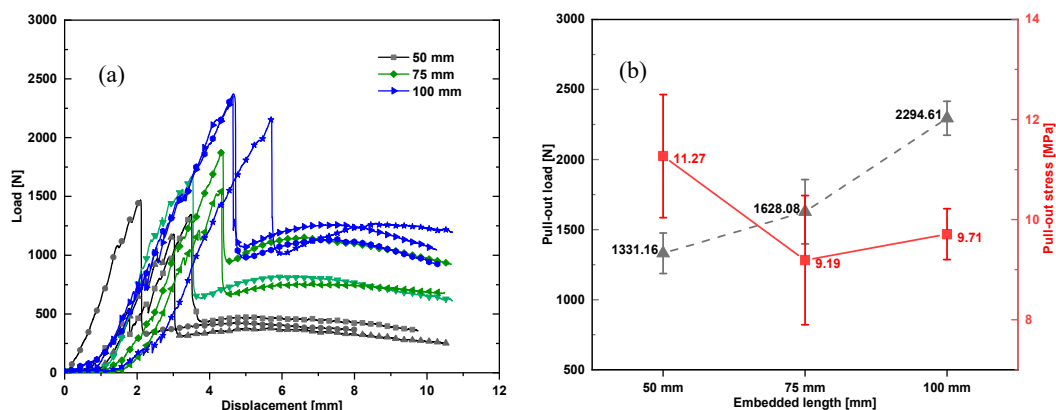 (a)
50 mm
75 mm
100 mm
3000
2500
2000
1500
1000
500
0
Load [N]
0 2 4 6 8 10 12
Displacement [mm]
(b)
3000
2500
2000
1500
1000
500
Pull-out load [N]
14
12
10
8
Pull-out stress [MPa]
2294.61
11.27
1628.08
1331.16
9.71
9.19
50 mm 75 mm 100 mm
Embedded length [mm]